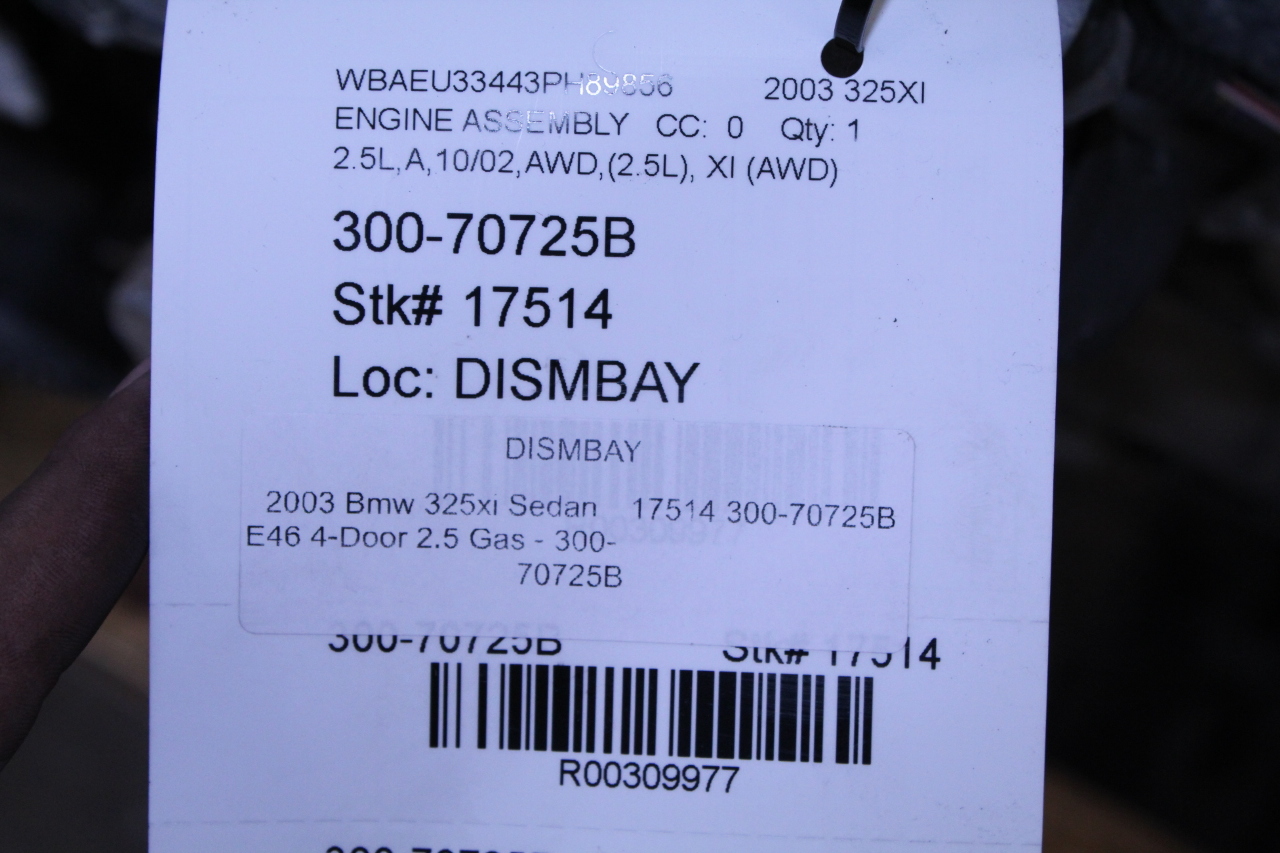 WBAEU33443PH89856 2003 325XI
ENGINE ASSEMBLY CC: 0 Qty: 1
2.5L,A,10/02,AWD,(2.5L), XI (AWD)
300-70725B
Stk# 17514
Loc: DISMBAY
DISMBAY
2003 Bmw 325xi Sedan 17514 300-70725B
E46 4-Door 2.5 Gas - 300-
70725B
R00309977
300-70725B Stk# 17514
R00309977